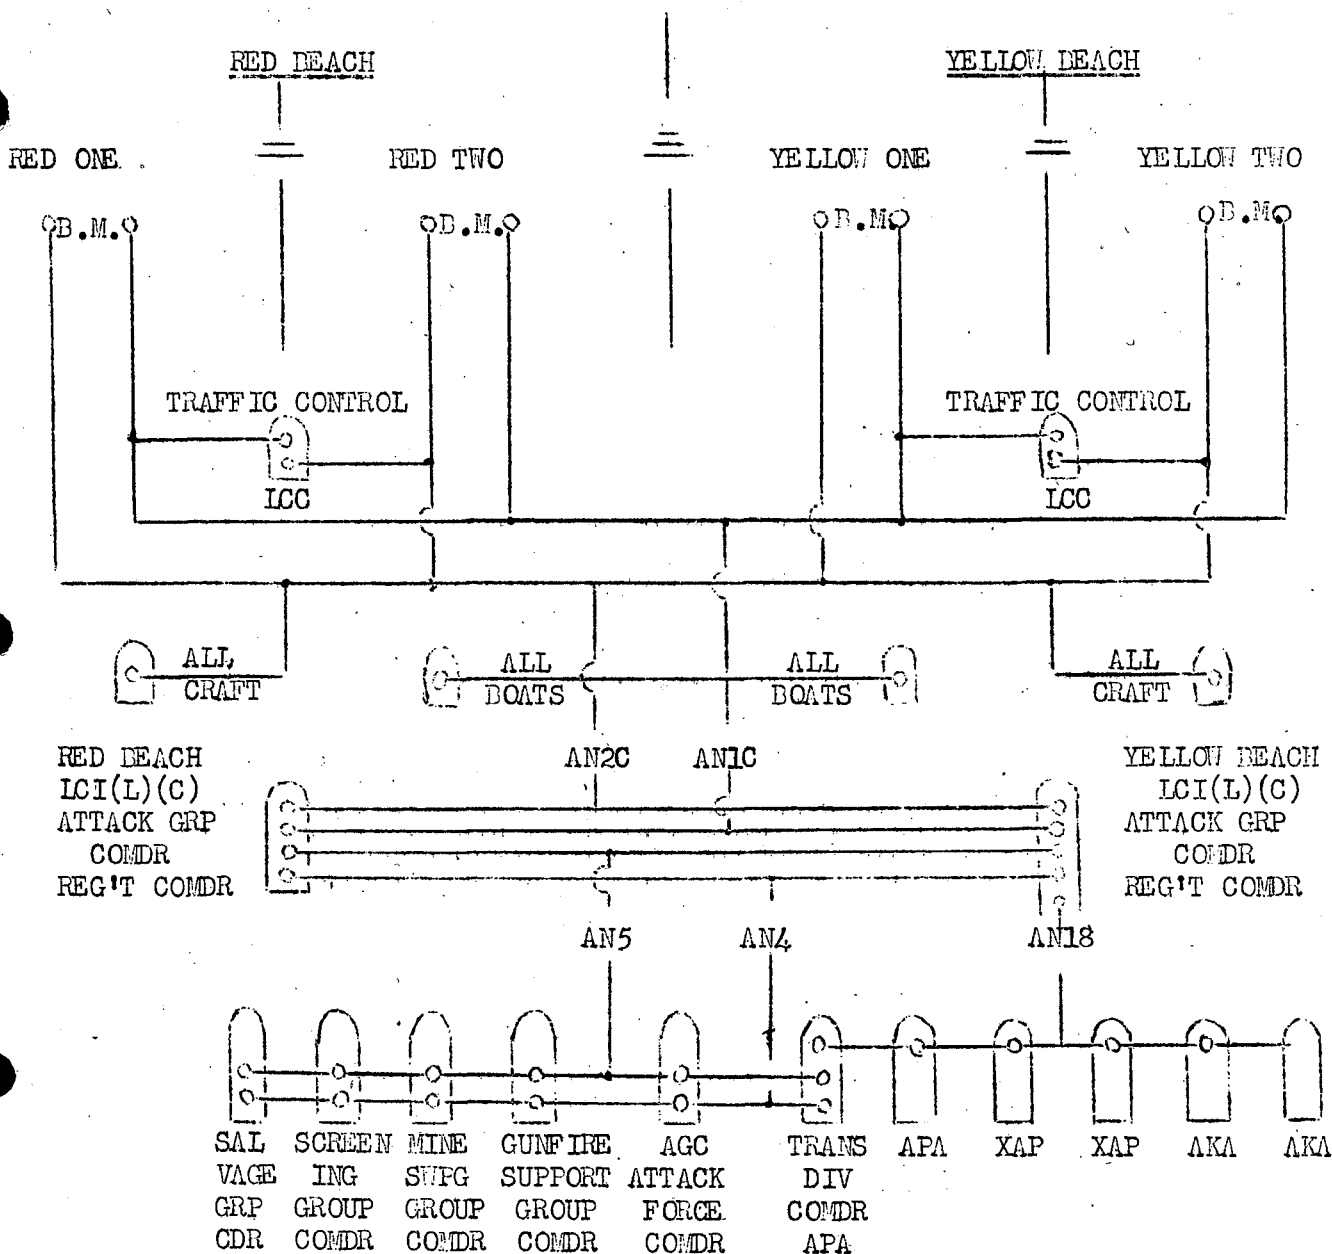 RED BEACH
YELLOW BEACH
RED ONE.
RED TWO
YELLOW ONE
YELLOW TWO
B.M.
B.M.
B.M.
B.M.
TRAFFIC CONTROL
TRAFFIC CONTROL
LCC
LCC
ALL
CRAFT
ALL
BOATS
ALL
BOATS
ALL
CRAFT
RED BEACH
LCI(L)(C)
ATTACK GRP
COMDR
REG'T COMDR
AN2C
AN1C
YELLOW BEACH
LCI(L)(C)
ATTACK GRP
COMDR
REG'T COMDR
AN5
AN4
AN18
SAL
VAGE
GRP
CDR
SCREEN
ING
GROUP
COMDR
MINE
SWPG
GROUP
COMDR
GUNFIRE
SUPPORT
GROUP
COMDR
AGC
ATTACK
FORCE
COMDR
TRANS
DIV
COMDR
APA
APA
XAP
XAP
AKA
AKA